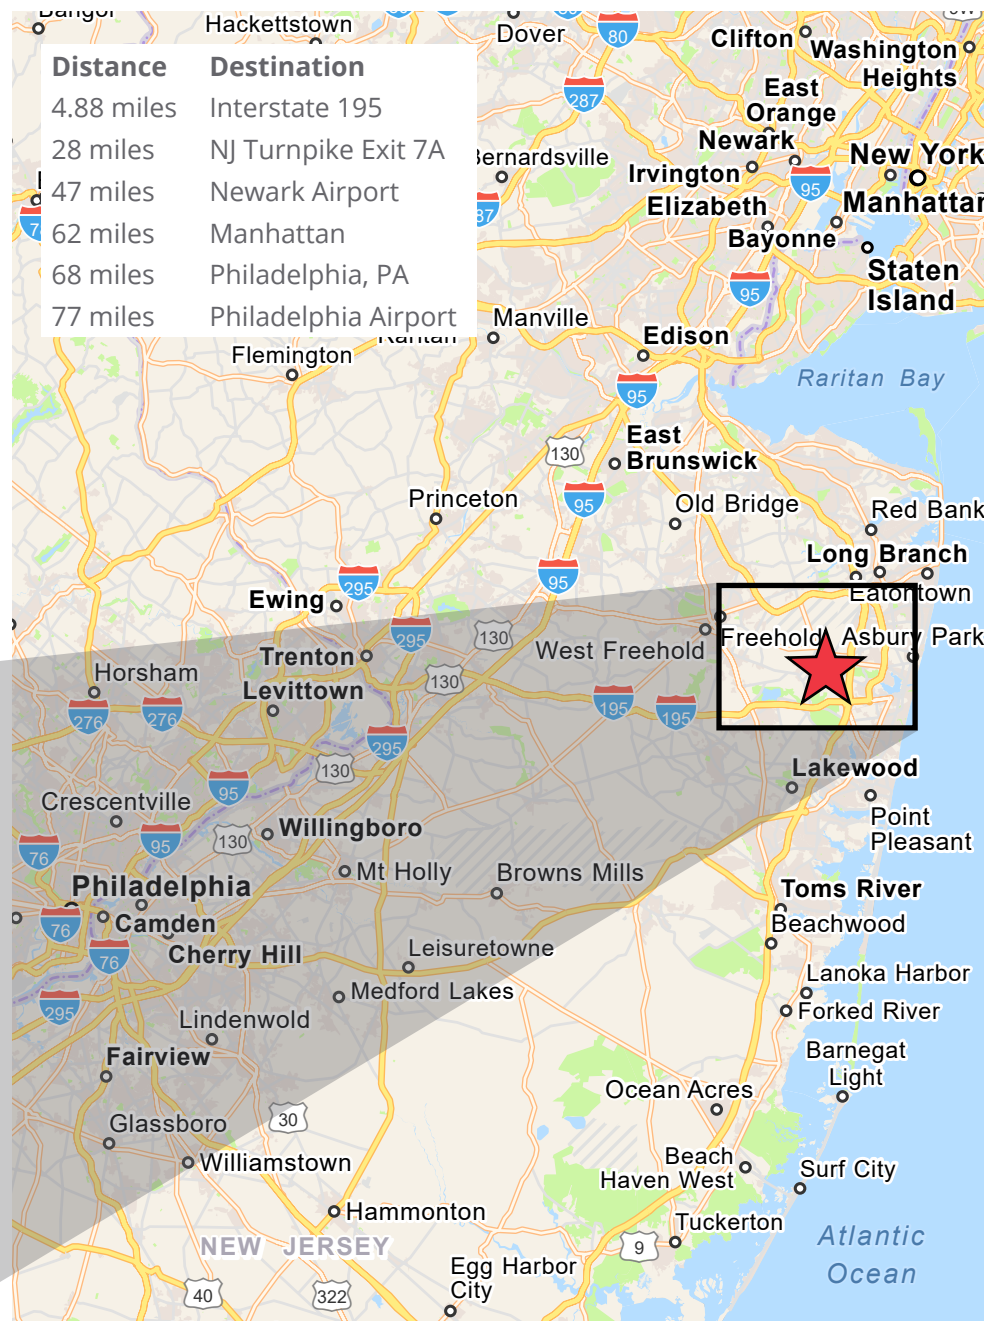 Bangor
Hackettstown
Dover
80
Clifton
Washington
Heights
9W
Distance Destination
4.88 miles Interstate 195
28 miles NJ Turnpike Exit 7A
47 miles Newark Airport
62 miles Manhattan
68 miles Philadelphia, PA
77 miles Philadelphia Airport
287
East
Orange
Newark
Bernardsville
Irvington
95
New York
Elizabeth
Manhattan
87
Bayonne
Staten
Island
95
Manville
Raritan
Edison
Flemington
Raritan Bay
95
East
Brunswick
130
Princeton
95
Old Bridge
Red Bank
Long Branch
95
295
Eatontown
Ewing
295
130
West Freehold
Freehold
Asbury Park
Trenton
Horsham
Levittown
130
276
276
195
195
295
130
Lakewood
95
Crescentville
Point
Pleasant
95
130
Willingboro
76
Mt Holly
Browns Mills
Philadelphia
Toms River
76
Camden
Beachwood
Cherry Hill
76
Leisuretowne
Lanoka Harbor
Medford Lakes
Forked River
295
Lindenwold
Fairview
Barnegat
Light
Ocean Acres
30
Glassboro
Williamstown
Beach
Haven West
Surf City
Hammonton
Tuckerton
NEW JERSEY
9
Atlantic
Ocean
Egg Harbor
City
40
322